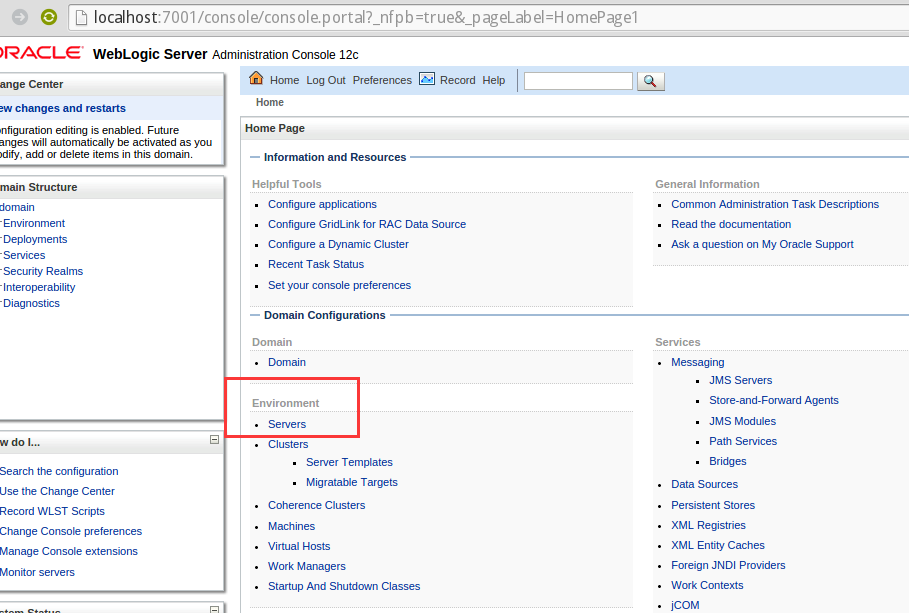 localhost:7001/console/console.portal?_nfpb=true&_pageLabel=HomePage1
ORACLE WebLogic Server Administration Console 12c
ange Center
ew changes and restarts
onfiguration editing is enabled. Future
anges will automatically be activated as you
odify, add or delete items in this domain.
main Structure
domain
Environment
Deployments
Services
Security Realms
Interoperability
Diagnostics
w do I...
Search the configuration
Use the Change Center
Record WLST Scripts
Change Console preferences
Manage Console extensions
Monitor servers
stem Status
Home Log Out Preferences Record Help
Home
Home Page
Information and Resources
Helpful Tools
Configure applications
Configure GridLink for RAC Data Source
Configure a Dynamic Cluster
Recent Task Status
Set your console preferences
General Information
Common Administration Task Descriptions
Read the documentation
Ask a question on My Oracle Support
Domain Configurations
Domain
Domain
Environment
Servers
Clusters
Server Templates
Migratable Targets
Coherence Clusters
Machines
Virtual Hosts
Work Managers
Startup And Shutdown Classes
Services
Messaging
JMS Servers
Store-and-Forward Agents
JMS Modules
Path Services
Bridges
Data Sources
Persistent Stores
XML Registries
XML Entity Caches
Foreign JNDI Providers
Work Contexts
jCOM